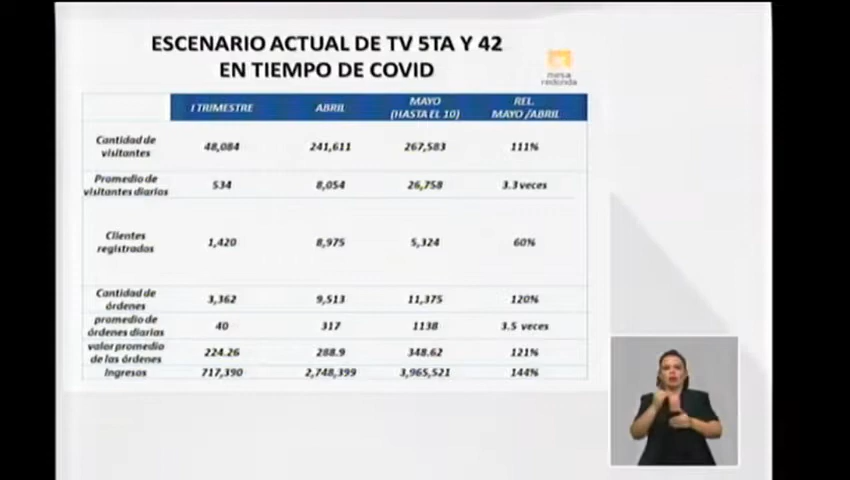 ESCENARIO ACTUAL DE TV 5TA Y 42
EN TIEMPO DE COVID
mesa
redonda
I TRIMESTRE ABRIL MAYO (HASTA EL 10) REL. MAYO /ABRIL
Cantidad de visitantes 48,084 241,611 267,583 111%
Promedio de visitantes diarios 534 8,054 26,758 3.3 veces
Clientes registrados 1,420 8,975 5,324 60%
Cantidad de órdenes 3,362 9,513 11,375 120%
promedio de órdenes diarias 40 317 1138 3.5 veces
valor promedio de las órdenes 224.26 288.9 348.62 121%
Ingresos 717,390 2,748,399 3,965,521 144%